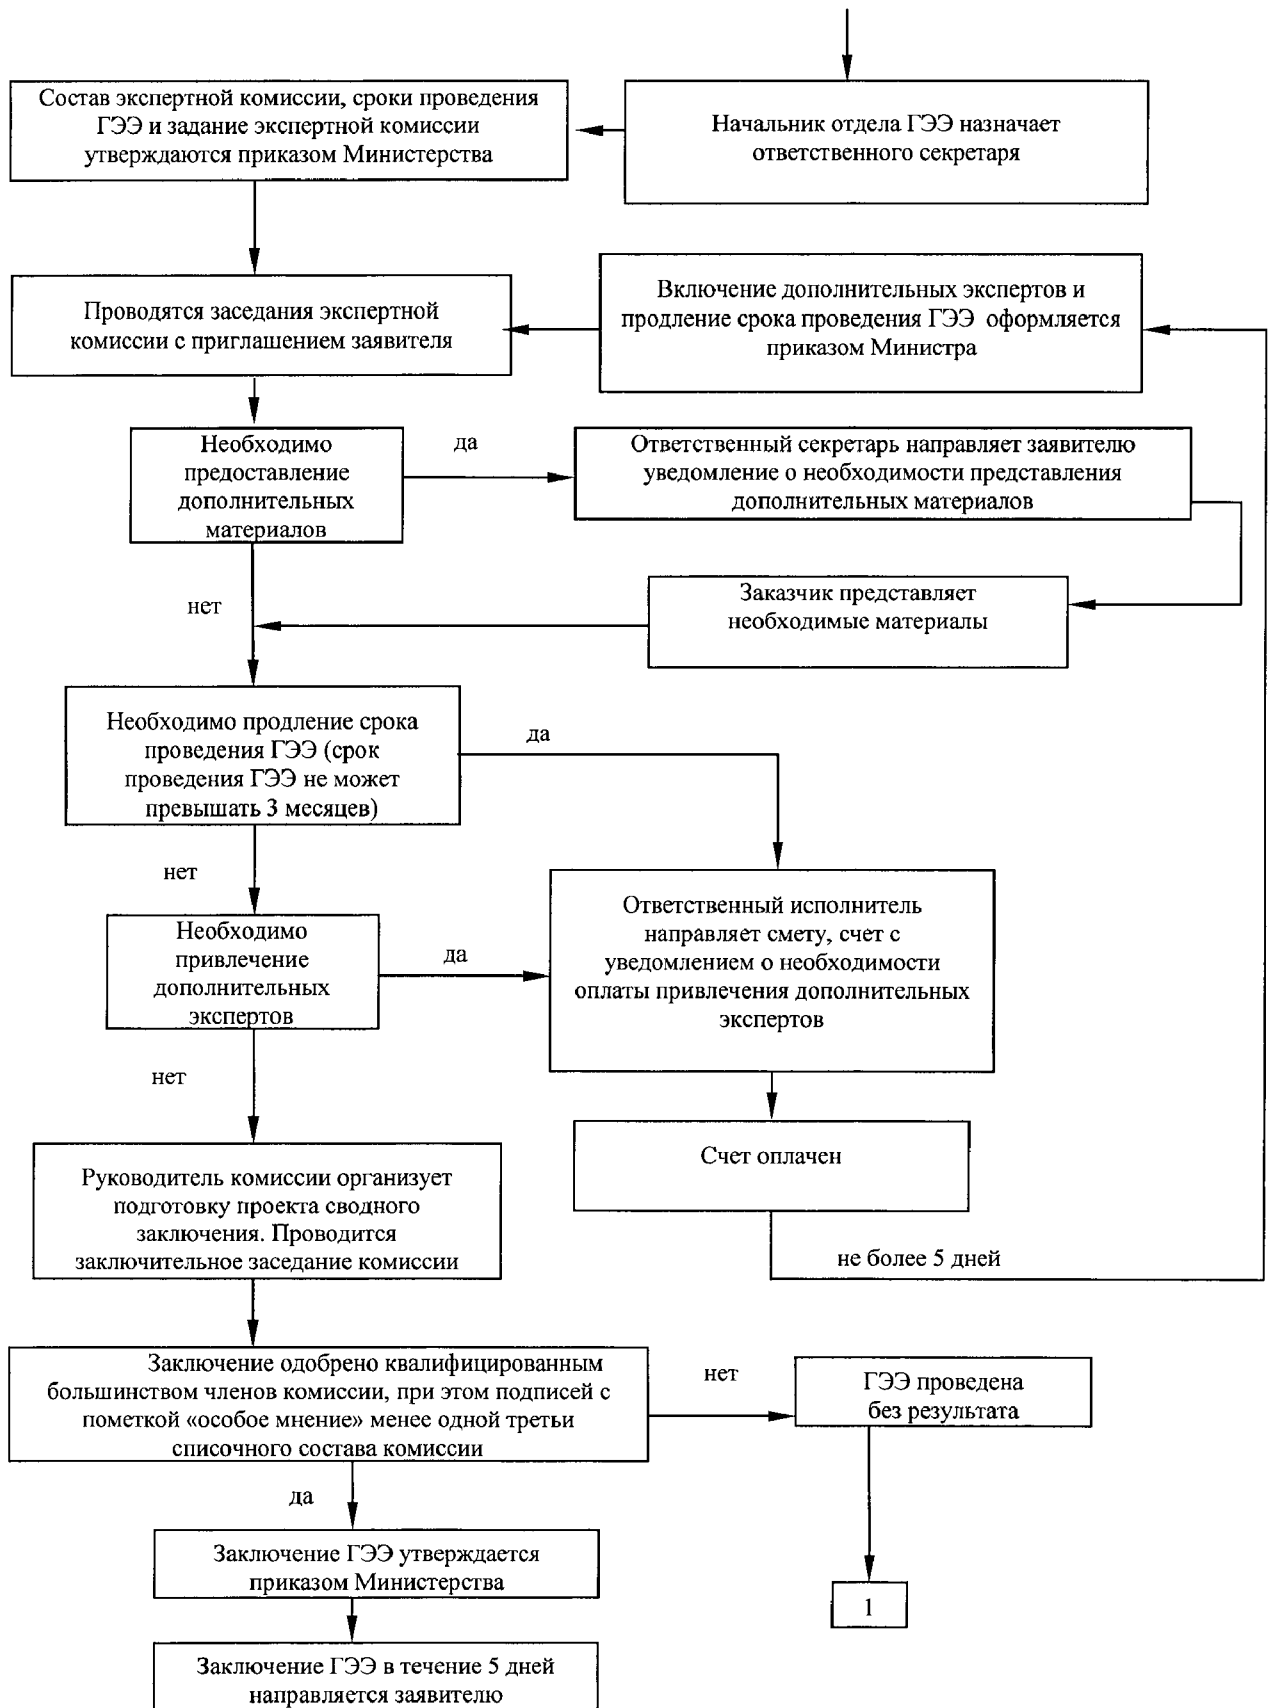 Состав экспертной комиссии, сроки проведения
ГЭЭ и задание экспертной комиссии
утверждаются приказом Министерства
Начальник отдела ГЭЭ назначает
ответственного секретаря
Проводятся заседания экспертной
комиссии с приглашением заявителя
Включение дополнительных экспертов и
продление срока проведения ГЭЭ оформляется
приказом Министра
Необходимо
предоставление
дополнительных
материалов
да
Ответственный секретарь направляет заявителю
уведомление о необходимости представления
дополнительных материалов
нет
Заказчик представляет
необходимые материалы
Необходимо продление срока
проведения ГЭЭ (срок
проведения ГЭЭ не может
превышать 3 месяцев)
да
нет
Необходимо
привлечение
дополнительных
экспертов
да
Ответственный исполнитель
направляет смету, счет с
уведомлением о необходимости
оплаты привлечения дополнительных
экспертов
нет
Счет оплачен
не более 5 дней
Руководитель комиссии организует
подготовку проекта сводного
заключения. Проводится
заключительное заседание комиссии
Заключение одобрено квалифицированным
большинством членов комиссии, при этом подписей с
пометкой «особое мнение» менее одной третьи
списочного состава комиссии
нет
ГЭЭ проведена
без результата
да
Заключение ГЭЭ утверждается
приказом Министерства
1
Заключение ГЭЭ в течение 5 дней
направляется заявителю